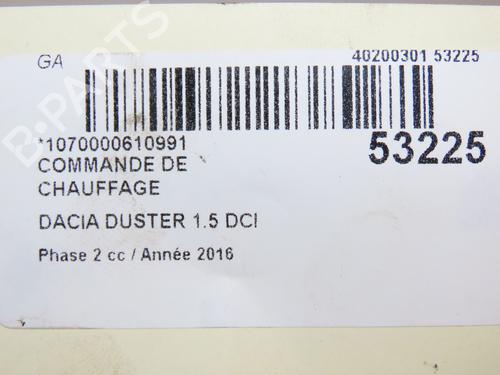 GA
40200301 53225
*1070000610991
53225
COMMANDE DE
CHAUFFAGE
DACIA DUSTER 1.5 DCI
Phase 2 cc / Année 2016
B-PARTS